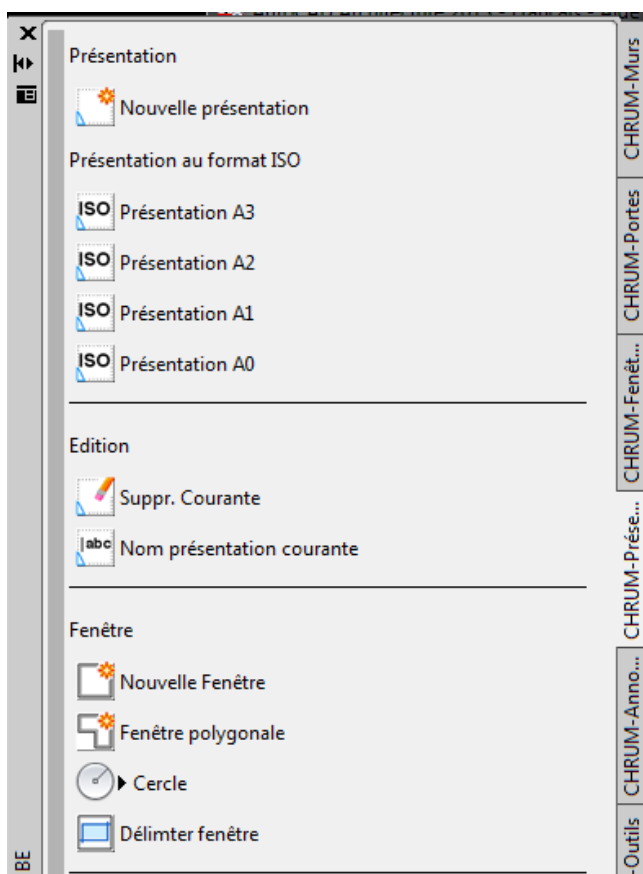 Présentation
Nouvelle présentation
Présentation au format ISO
ISO Présentation A3
ISO Présentation A2
ISO Présentation A1
ISO Présentation A0
Edition
Suppr. Courante
abc Nom présentation courante
Fenêtre
Nouvelle Fenêtre
Fenêtre polygonale
Cercle
Délimter fenêtre
CHRUM-Murs
CHRUM-Portes
CHRUM-Fenêt...
CHRUM-Prése...
CHRUM-Anno...
-Outils
BE